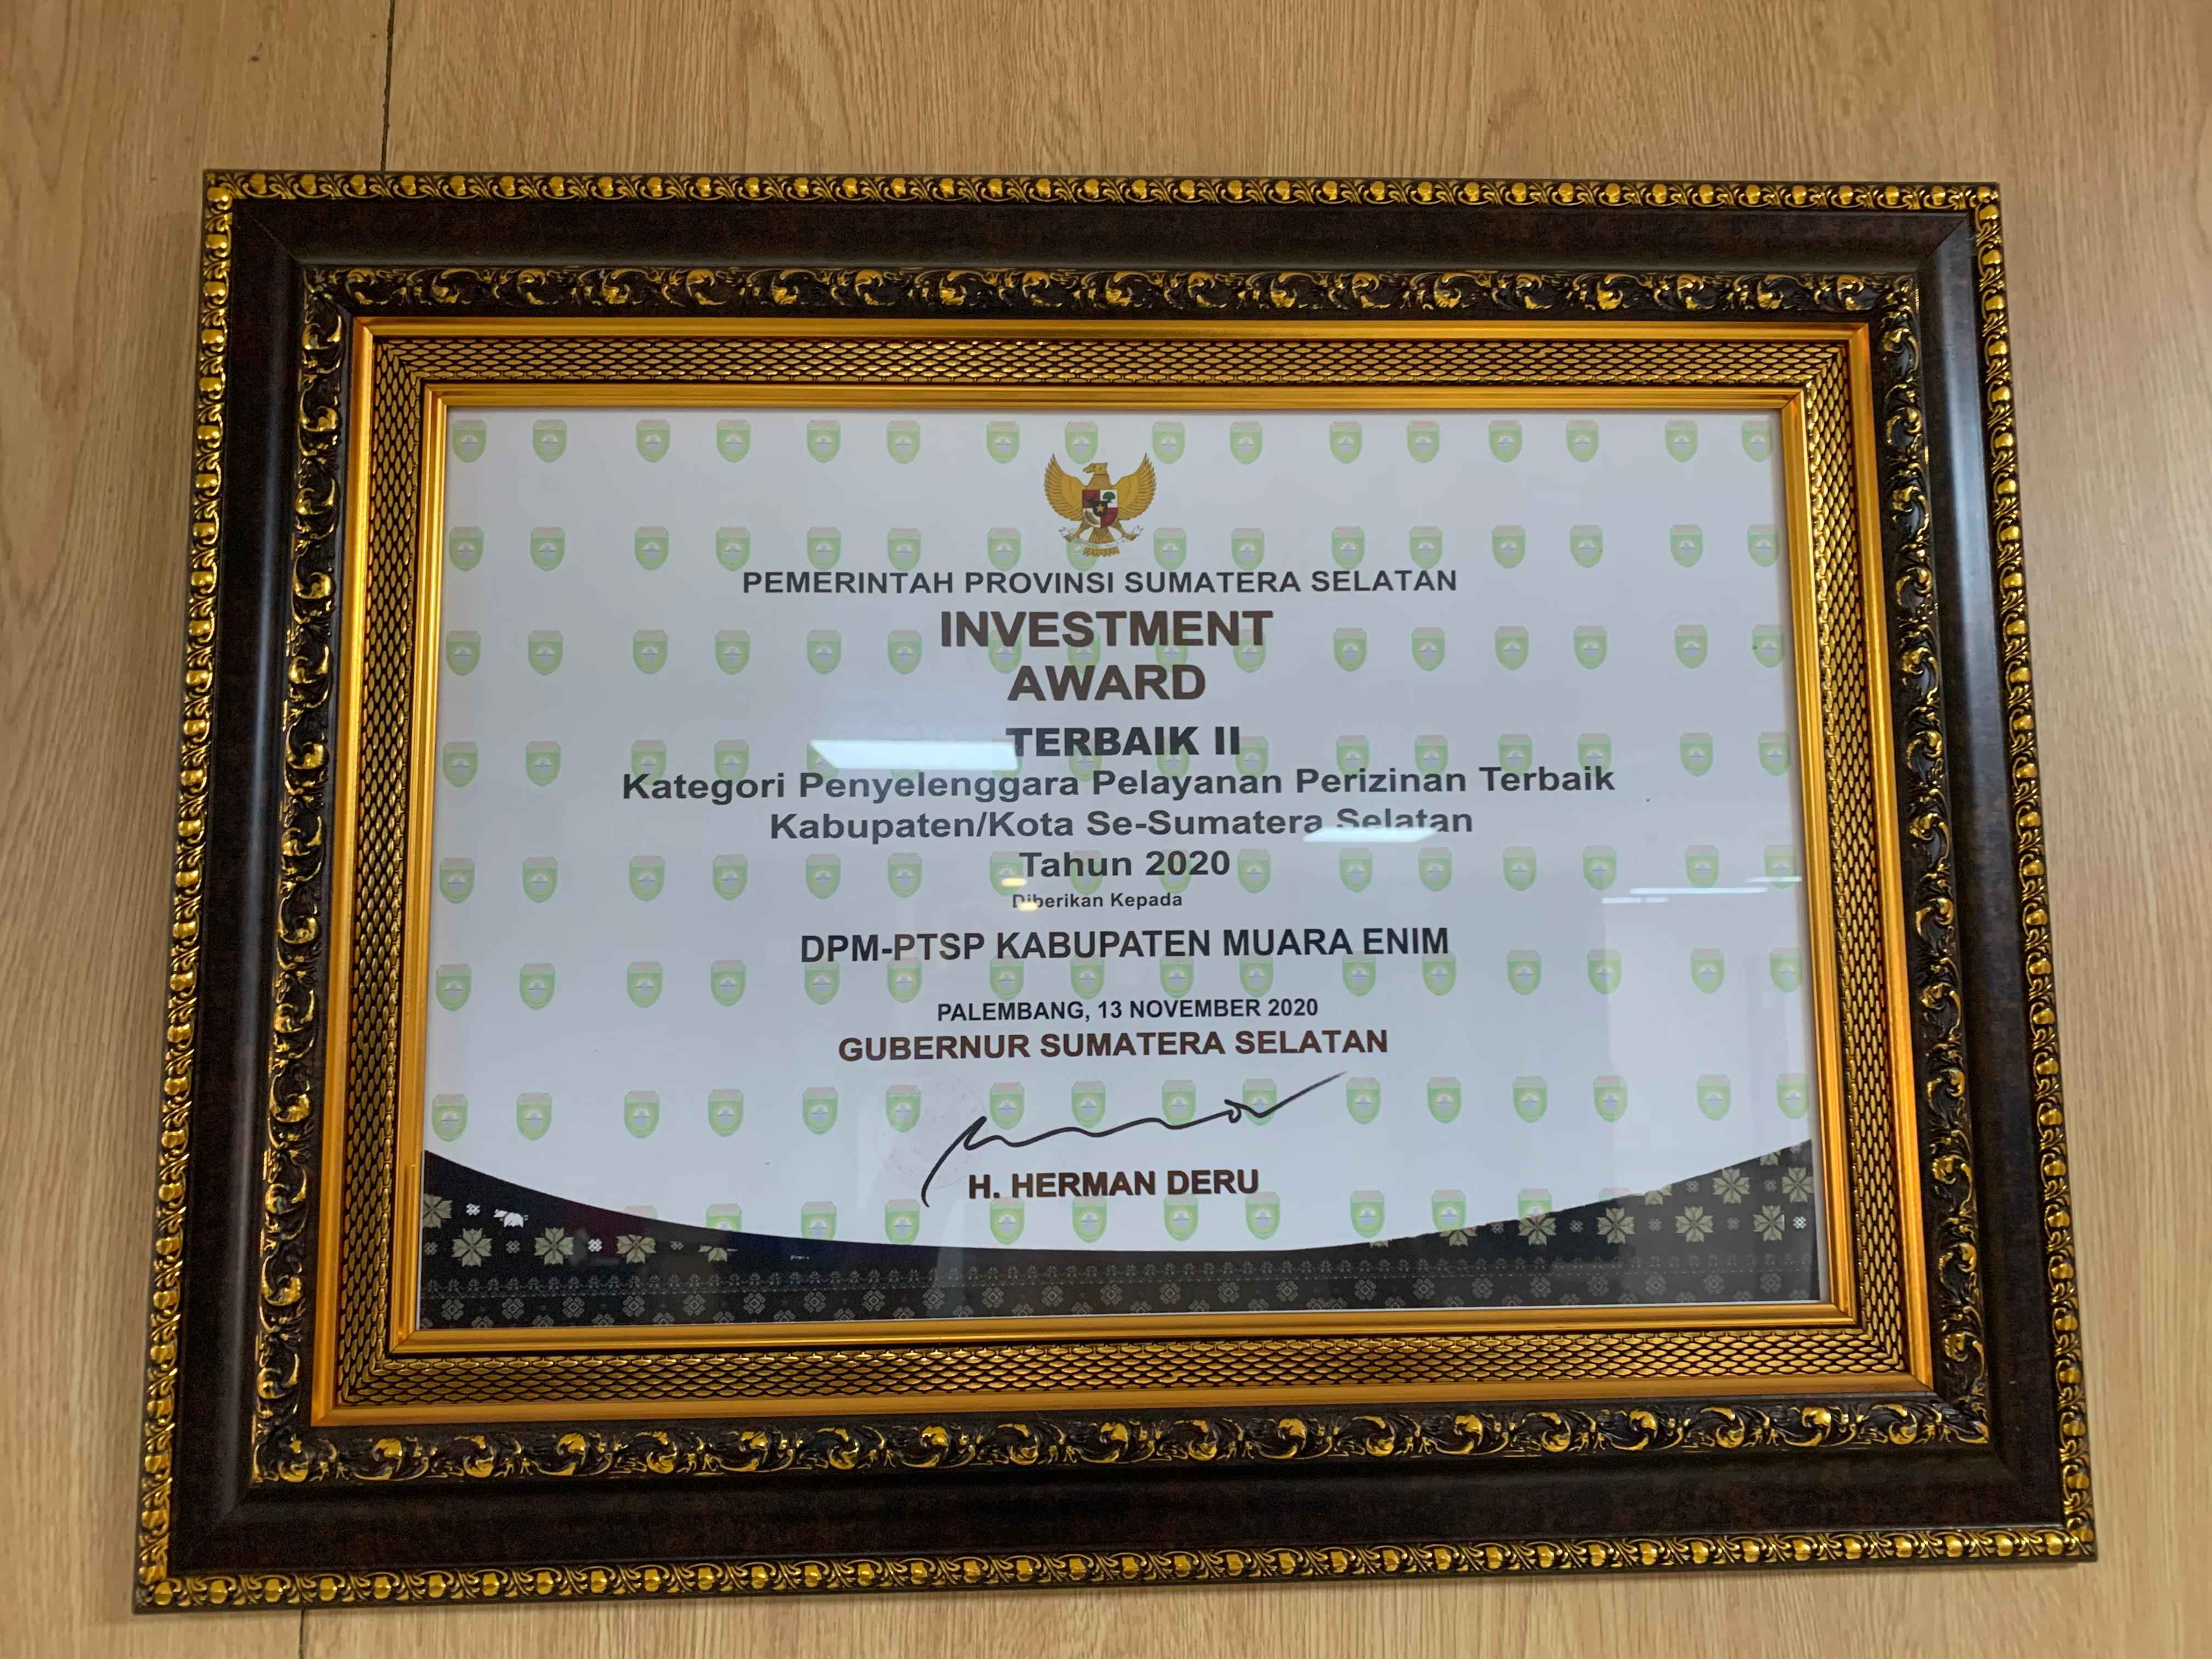 PEMERINTAH PROVINSI SUMATERA SELATAN
INVESTMENT
AWARD
TERBAIK II
Kategori Penyelenggara Pelayanan Perizinan Terbaik
Kabupaten/Kota Se-Sumatera Selatan
Tahun 2020
Diberikan Kepada
DPM-PTSP KABUPATEN MUARA ENIM
PALEMBANG, 13 NOVEMBER 2020
GUBERNUR SUMATERA SELATAN
H. HERMAN DERU